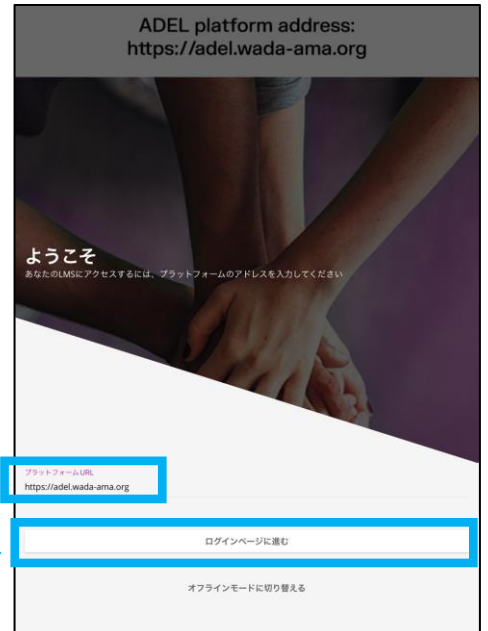 ADEL platform address:
https://adel.wada-ama.org
ようこそ
あなたのLMSにアクセスするには、プラットフォームのアドレスを入力してください
プラットフォームURL
https://adel.wada-ama.org
ログインページに進む
オフラインモードに切り替える